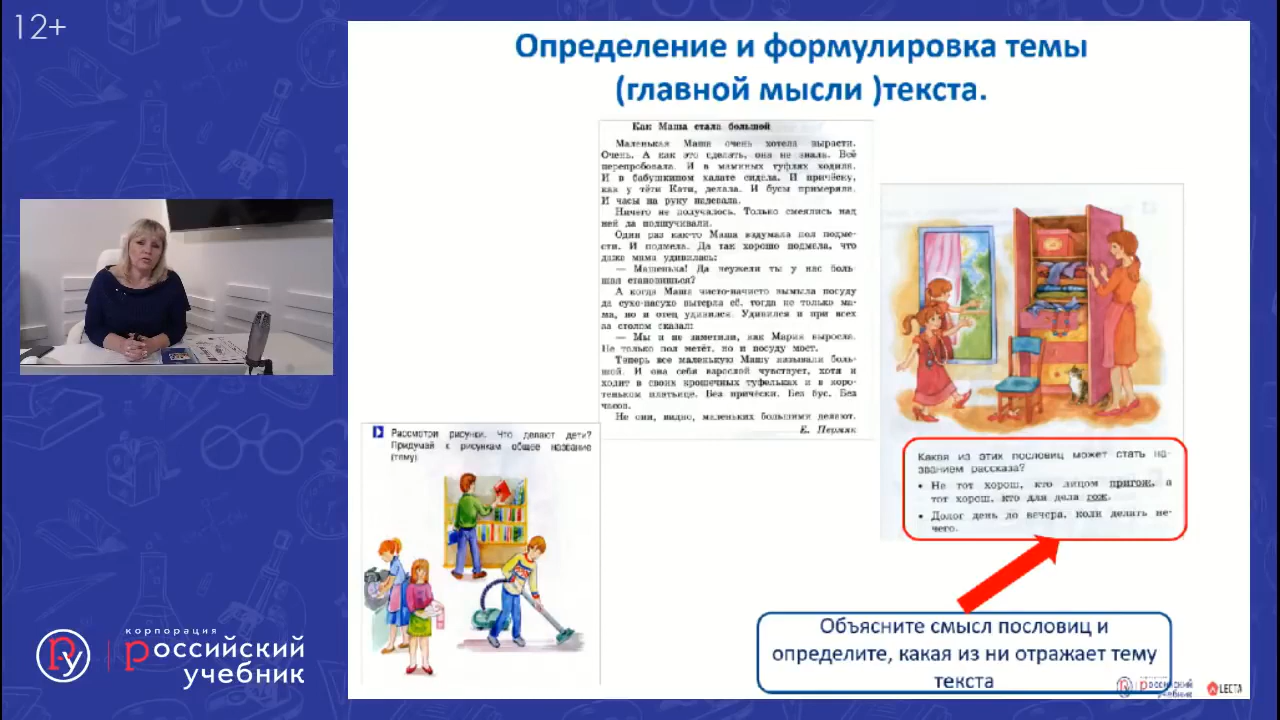 12+
Определение и формулировка темы
(главной мысли )текста.
Как Маша стала большой
Маленькая Маша очень хотела вырасти.
Очень. А как это сделать, она не знала. Всё
перепробовала. И в маминых туфлях ходила.
И в бабушкином халате сидела. И причёску,
как у тёти Кати, делала. И бусы примеряла.
И часы на руку надевала.
Ничего не получалось. Только смеялись над
ней да подшучивали.
Один раз как-то Маша вздумала пол подме-
сти. И подмела. Да так хорошо подмела, что
даже мама удивилась:
— Машенька! Да неужели ты у нас боль-
шая становишься?
А когда Маша чисто-начисто вымыла посуду
да сухо-насухо вытерла её, тогда не только ма-
ма, но и отец удивился. Удивился и при всех
за столом сказал:
— Мы и не заметили, как Мария выросла.
Не только пол метёт, но и посуду моет.
Теперь все маленькую Машу называли боль-
шой. И она себя взрослой чувствует, хотя и
ходит в своих крошечных туфельках и в коро-
теньком платьице. Без причёски. Без бус. Без
часов.
Не они, видно, маленьких большими делают.
Е. Пермяк
Рассмотри рисунки. Что делают дети?
Придумай к рисункам общее название
(тему)
Какая из этих пословиц может стать на-
званием рассказа?
• Не тот хорош, кто лицом пригож, а
тот хорош, кто для дела гож.
• Долог день до вечера, коли делать не-
чего.
Объясните смысл пословиц и
определите, какая из ни отражает тему
текста
корпорация
российский
учебник
российский
учебник
LECTA